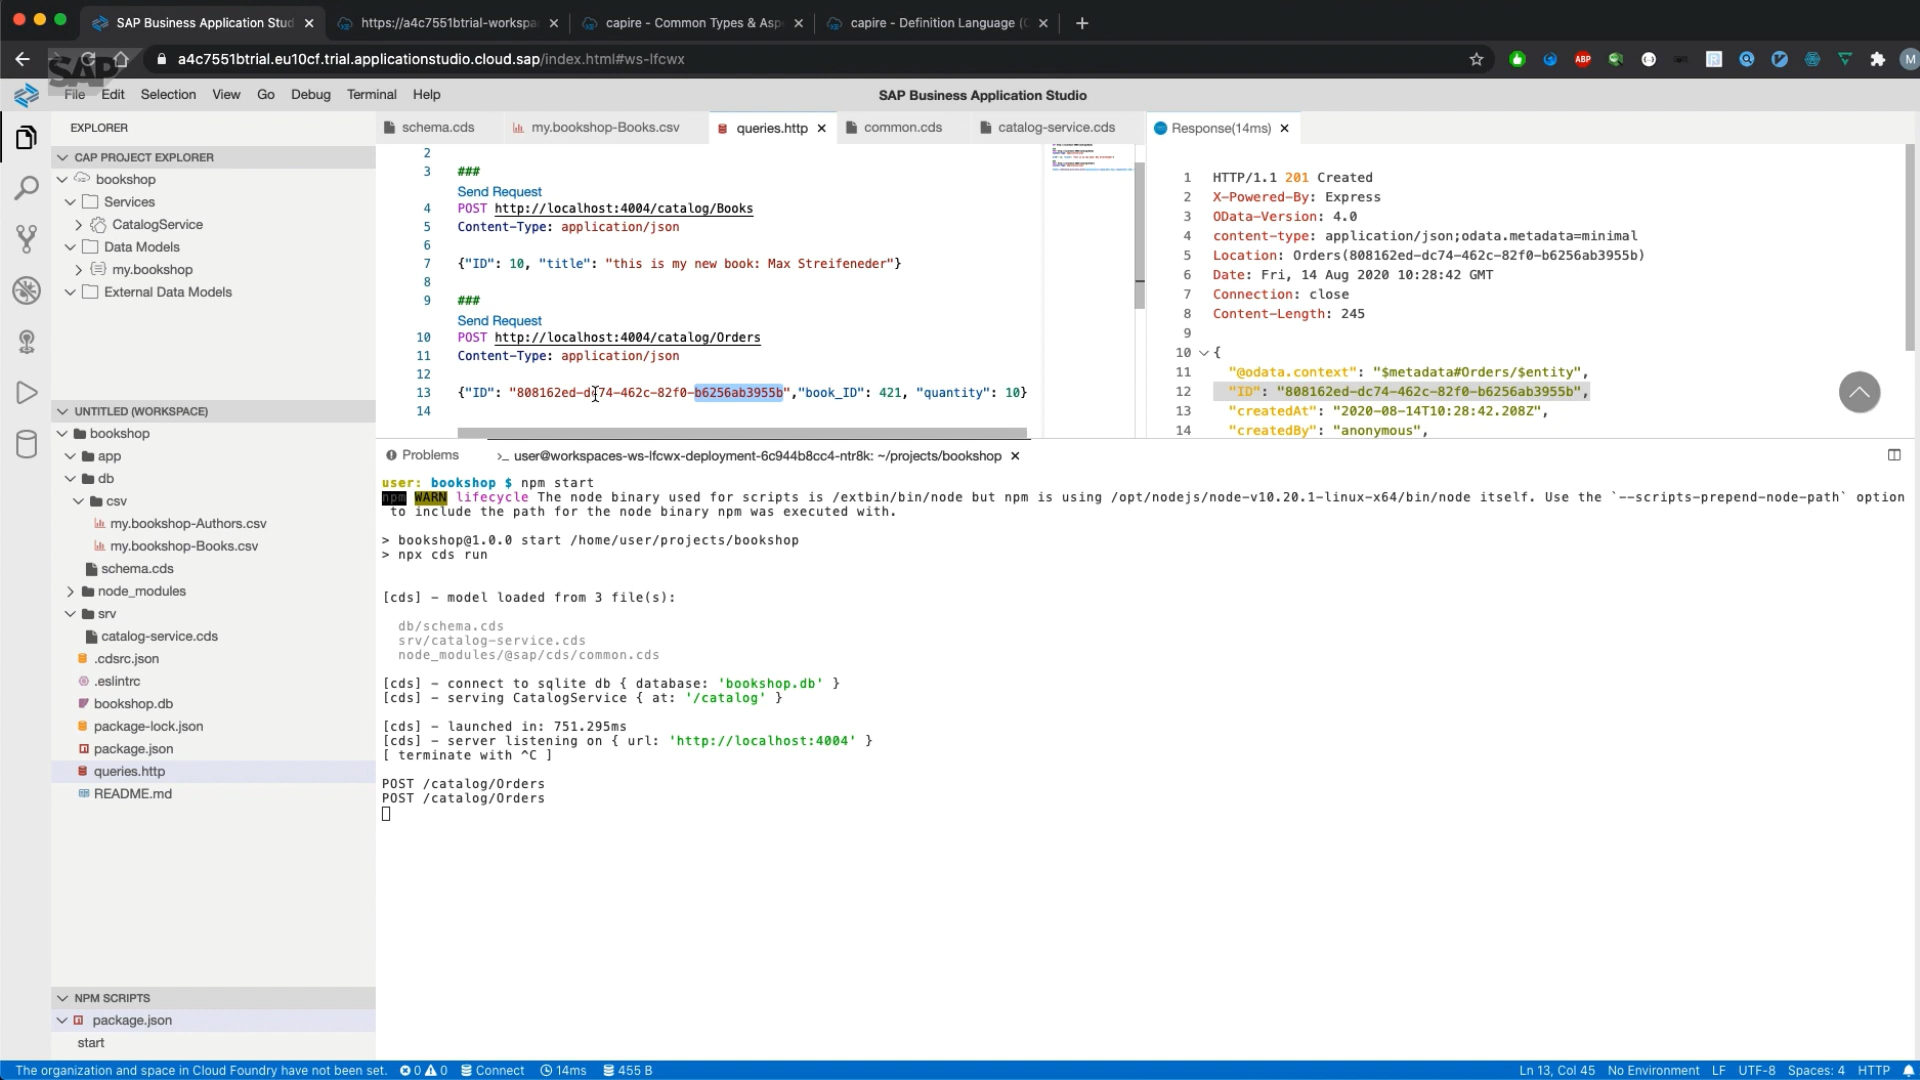 SAP Business Application Stud
https://a4c7551btrial-workspa
capire - Common Types & Asp
capire - Definition Language (
a4c7551btrial.eu10cf.trial.applicationstudio.cloud.sap/index.html#ws-lfcwx
ABP
M
SAP
File Edit Selection View Go Debug Terminal Help
SAP Business Application Studio
EXPLORER
CAP PROJECT EXPLORER
bookshop
Services
CatalogService
Data Models
my.bookshop
External Data Models
UNTITLED (WORKSPACE)
bookshop
app
db
csv
my.bookshop-Authors.csv
my.bookshop-Books.csv
schema.cds
node_modules
srv
catalog-service.cds
.cdsrc.json
.eslintrc
bookshop.db
package-lock.json
package.json
queries.http
README.md
NPM SCRIPTS
package.json
start
schema.cds
my.bookshop-Books.csv
queries.http
common.cds
catalog-service.cds
2
3 ###
Send Request
4 POST http://localhost:4004/catalog/Books
5 Content-Type: application/json
6
7 {"ID": 10, "title": "this is my new book: Max Streifeneder"}
8
9 ###
Send Request
10 POST http://localhost:4004/catalog/Orders
11 Content-Type: application/json
12
13 {"ID": "808162ed-dc74-462c-82f0-b6256ab3955b","book_ID": 421, "quantity": 10}
14
Response(14ms)
1 HTTP/1.1 201 Created
2 X-Powered-By: Express
3 OData-Version: 4.0
4 content-type: application/json;odata.metadata=minimal
5 Location: Orders(808162ed-dc74-462c-82f0-b6256ab3955b)
6 Date: Fri, 14 Aug 2020 10:28:42 GMT
7 Connection: close
8 Content-Length: 245
9
10 {
11 "@odata.context": "$metadata#Orders/$entity",
12 "ID": "808162ed-dc74-462c-82f0-b6256ab3955b",
13 "createdAt": "2020-08-14T10:28:42.208Z",
14 "createdBy": "anonymous",
Problems
>_ user@workspaces-ws-lfcwx-deployment-6c944b8cc4-ntr8k: ~/projects/bookshop
user: bookshop $ npm start
npm WARN lifecycle The node binary used for scripts is /extbin/bin/node but npm is using /opt/nodejs/node-v10.20.1-linux-x64/bin/node itself. Use the `--scripts-prepend-node-path` option
to include the path for the node binary npm was executed with.
> bookshop@1.0.0 start /home/user/projects/bookshop
> npx cds run
[cds] - model loaded from 3 file(s):
db/schema.cds
srv/catalog-service.cds
node_modules/@sap/cds/common.cds
[cds] - connect to sqlite db { database: 'bookshop.db' }
[cds] - serving CatalogService { at: '/catalog' }
[cds] - launched in: 751.295ms
[cds] - server listening on { url: 'http://localhost:4004' }
[ terminate with ^C ]
POST /catalog/Orders
POST /catalog/Orders
The organization and space in Cloud Foundry have not been set. 0 0 Connect 14ms 455 B
Ln 13, Col 45 No Environment LF UTF-8 Spaces: 4 HTTP